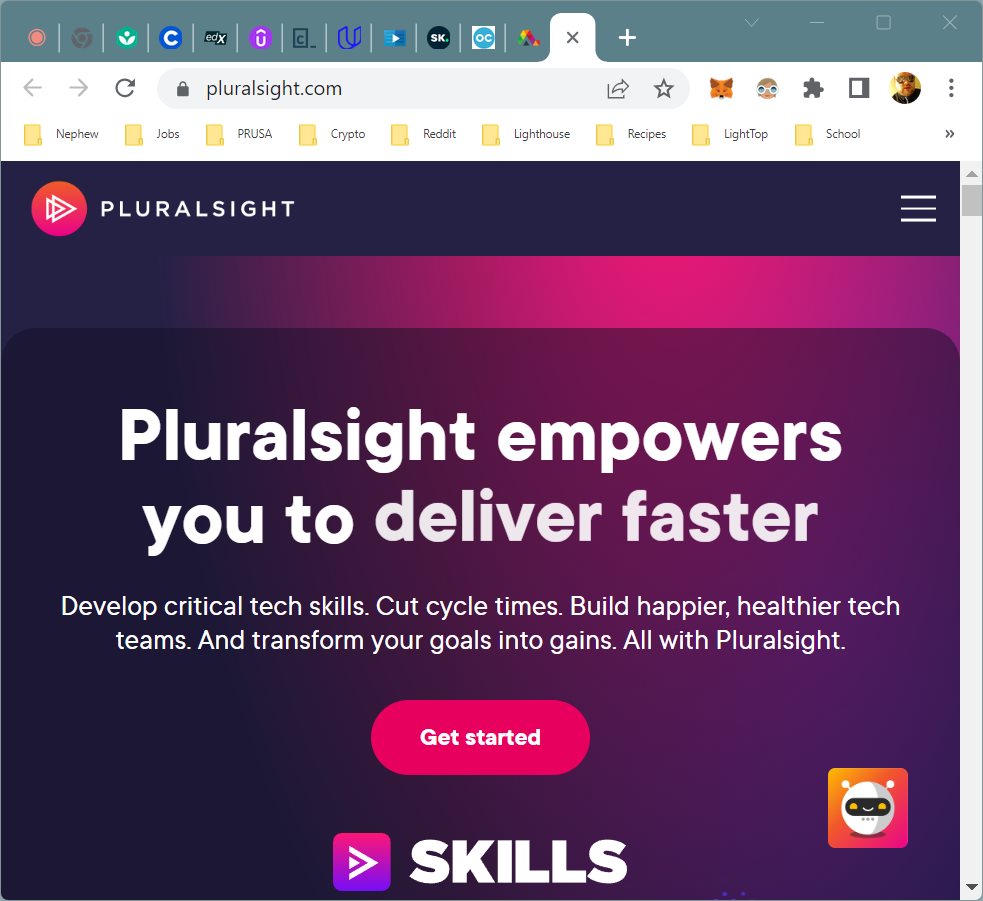 edX
SK.
OC
pluralsight.com
Nephew
Jobs
PRUSA
Crypto
Reddit
Lighthouse
Recipes
LightTop
School
»
PLURALSIGHT
Pluralsight empowers
you to deliver faster
Develop critical tech skills. Cut cycle times. Build happier, healthier tech
teams. And transform your goals into gains. All with Pluralsight.
Get started
SKILLS